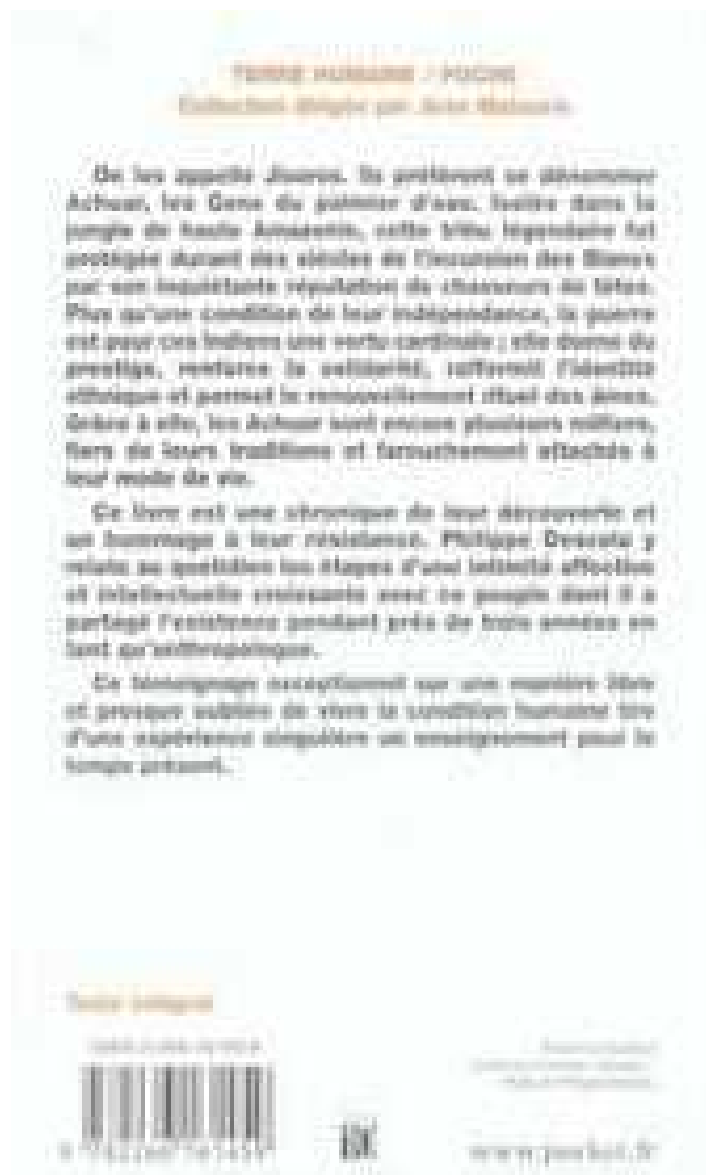 TERRE HUMAINE / POCHE
Collection dirigée par Jean Malaurie
On les appelle Jivaros. Ils préfèrent se dénommer
Achuar, les Gens du palmier d'eau. Isolée dans la
jungle de haute Amazonie, cette tribu légendaire fut
protégée durant des siècles de l'incursion des Blancs
par son inquiétante réputation de chasseurs de têtes.
Plus qu'une condition de leur indépendance, la guerre
est pour ces Indiens une vertu cardinale ; elle donne du
prestige, renforce la solidarité, raffermit l'identité
ethnique et permet le renouvellement rituel des âmes.
Grâce à elle, les Achuar sont encore plusieurs milliers,
fiers de leurs traditions et farouchement attachés à
leur mode de vie.
Ce livre est une chronique de leur découverte et
un hommage à leur résistance. Philippe Descola y
relate au quotidien les étapes d'une intimité affective
et intellectuelle croissante avec ce peuple dont il a
partagé l'existence pendant près de trois années en
tant qu'anthropologue.
Ce témoignage exceptionnel sur une manière libre
et presque oubliée de vivre la condition humaine tire
d'une expérience singulière un enseignement pour le
temps présent.
Texte intégral
www.pocket.fr